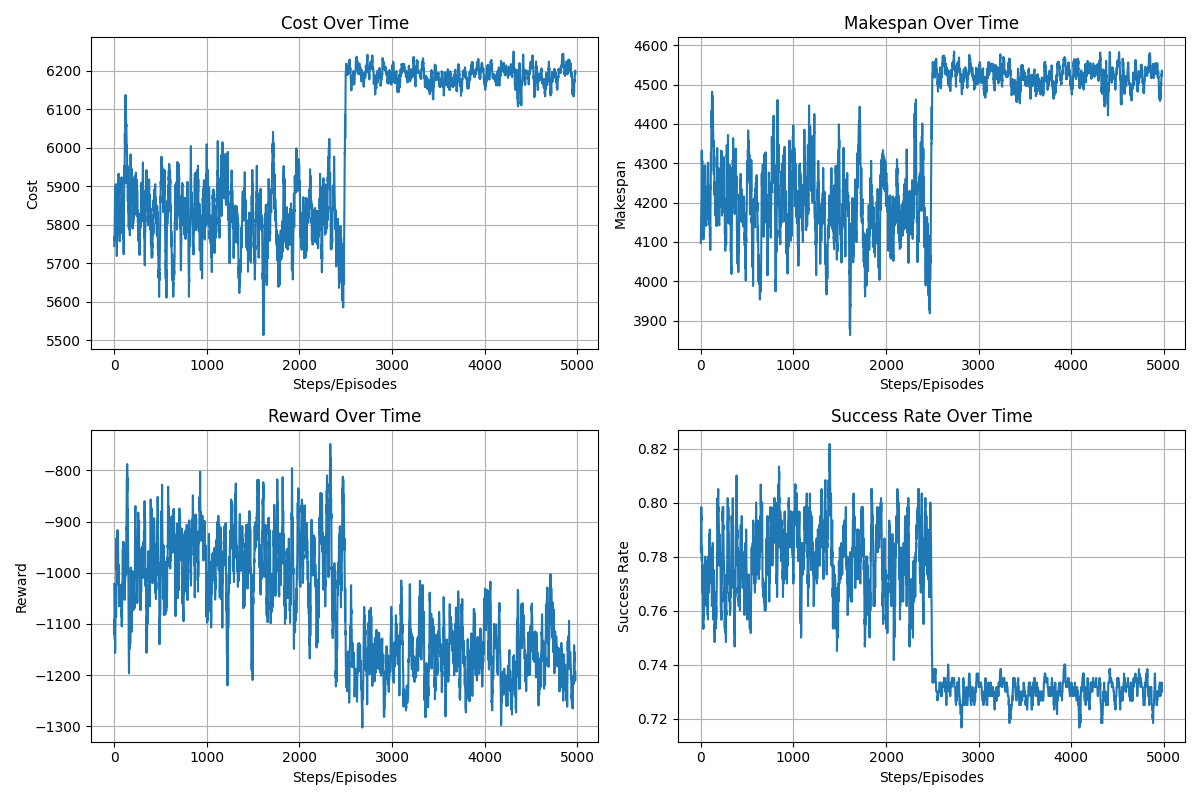 Cost Over Time
Cost
6200
6100
6000
5900
5800
5700
5600
5500
0 1000 2000 3000 4000 5000
Steps/Episodes
Makespan Over Time
Makespan
4600
4500
4400
4300
4200
4100
4000
3900
0 1000 2000 3000 4000 5000
Steps/Episodes
Reward Over Time
Reward
−800
−900
−1000
−1100
−1200
−1300
0 1000 2000 3000 4000 5000
Steps/Episodes
Success Rate Over Time
Success Rate
0.82
0.80
0.78
0.76
0.74
0.72
0 1000 2000 3000 4000 5000
Steps/Episodes